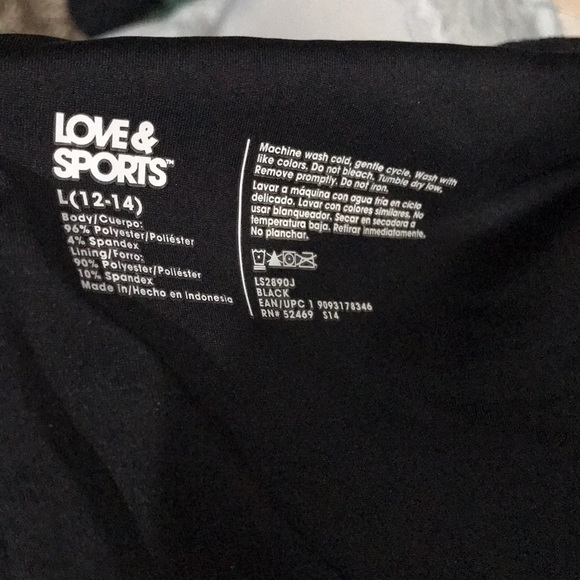 LOVE &
SPORTS™
L(12-14)
Body/Cuerpo:
96% Polyester/Poliéster
4% Spandex
Lining/Forro:
90% Polyester/Poliéster
10% Spandex
Made in/Hecho en Indonesia
Machine wash cold, gentle cycle. Wash with
like colors. Do not bleach. Tumble dry low.
Remove promptly. Do not iron.
Lavar a máquina con agua fría en ciclo
delicado. Lavar con colores similares. No
usar blanqueador. Secar en secadora a
temperatura baja. Retirar inmediatamente.
No planchar.
LS2890J
BLACK
EAN/UPC 1 9093178346
RN# 52469 S14